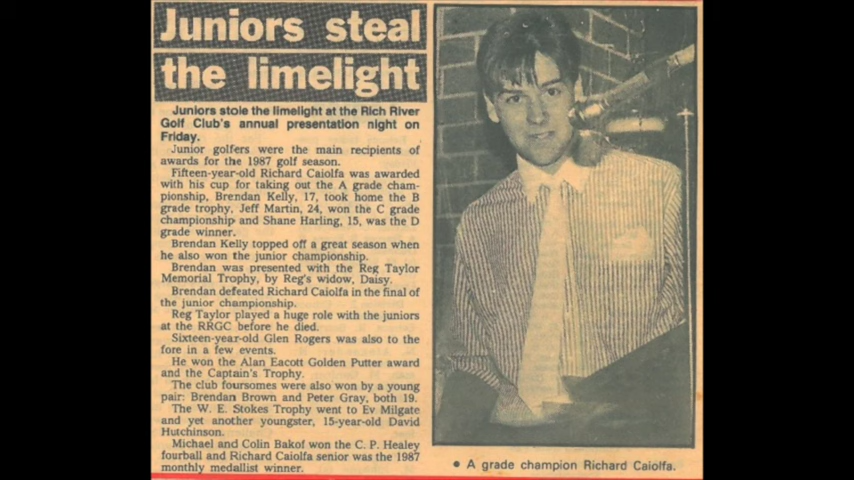 Juniors steal
the limelight
Juniors stole the limelight at the Rich River
Golf Club's annual presentation night on
Friday.
Junior golfers were the main recipients of
awards for the 1987 golf season.
Fifteen-year-old Richard Caiolfa was awarded
with his cup for taking out the A grade cham-
pionship, Brendan Kelly, 17, took home the B
grade trophy, Jeff Martin, 24, won the C grade
championship and Shane Harling, 15, was the D
grade winner.
Brendan Kelly topped off a great season when
he also won the junior championship.
Brendan was presented with the Reg Taylor
Memorial Trophy, by Reg's widow, Daisy.
Brendan defeated Richard Caiolfa in the final of
the junior championship.
Reg Taylor played a huge role with the juniors
at the RRGC before he died.
Sixteen-year-old Glen Rogers was also to the
fore in a few events.
He won the Alan Eacott Golden Putter award
and the Captain's Trophy.
The club foursomes were also won by a young
pair: Brendan Brown and Peter Gray, both 19.
The W. E. Stokes Trophy went to Ev Milgate
and yet another youngster, 15-year-old David
Hutchinson.
Michael and Colin Bakof won the C. P. Healey
fourball and Richard Caiolfa senior was the 1987
monthly medallist winner.
• A grade champion Richard Caiolfa.